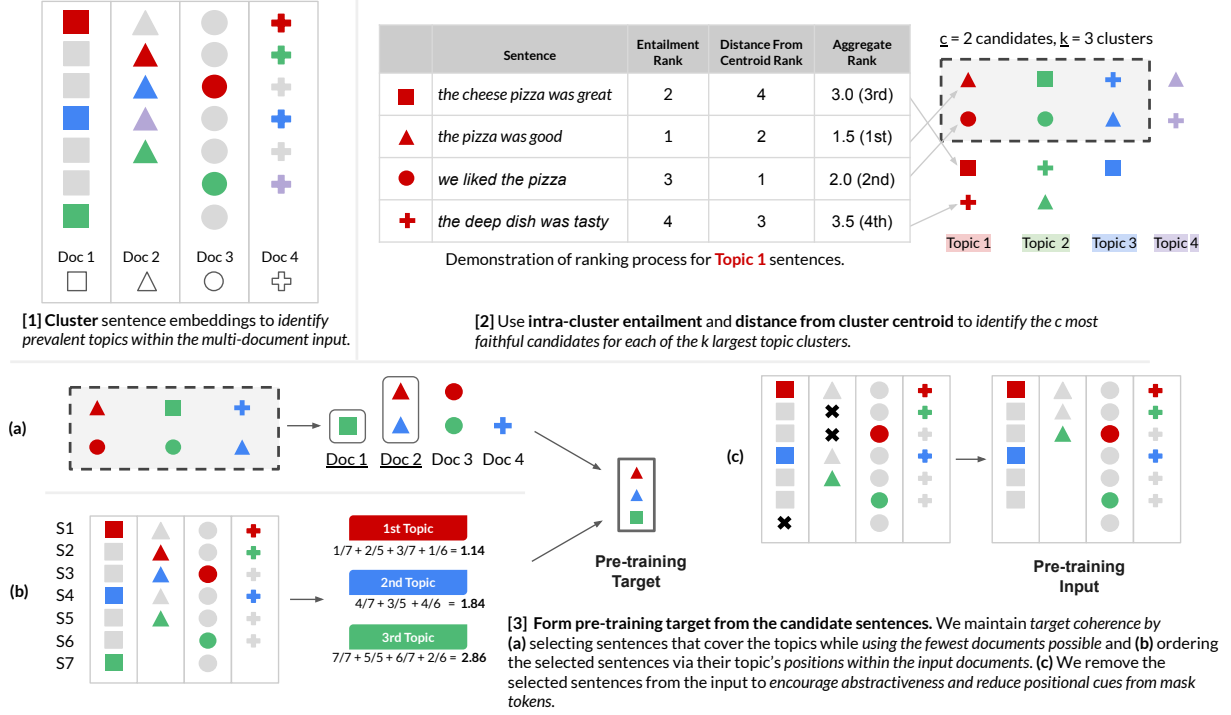 Doc 1
Doc 2
Doc 3
Doc 4
[1] Cluster sentence embeddings to identify
prevalent topics within the multi-document input.
Sentence
Entailment
Rank
Distance From
Centroid Rank
Aggregate
Rank
the cheese pizza was great
2
4
3.0 (3rd)
the pizza was good
1
2
1.5 (1st)
we liked the pizza
3
1
2.0 (2nd)
the deep dish was tasty
4
3
3.5 (4th)
Demonstration of ranking process for Topic 1 sentences.
c = 2 candidates, k = 3 clusters
Topic 1
Topic 2
Topic 3
Topic 4
[2] Use intra-cluster entailment and distance from cluster centroid to identify the c most
faithful candidates for each of the k largest topic clusters.
(a)
Doc 1
Doc 2
Doc 3
Doc 4
(b)
S1
S2
S3
S4
S5
S6
S7
1st Topic
1/7 + 2/5 + 3/7 + 1/6 = 1.14
2nd Topic
4/7 + 3/5 + 4/6 = 1.84
3rd Topic
7/7 + 5/5 + 6/7 + 2/6 = 2.86
Pre-training
Target
(c)
Pre-training
Input
[3] Form pre-training target from the candidate sentences. We maintain target coherence by
(a) selecting sentences that cover the topics while using the fewest documents possible and (b) ordering
the selected sentences via their topic's positions within the input documents. (c) We remove the
selected sentences from the input to encourage abstractiveness and reduce positional cues from mask
tokens.